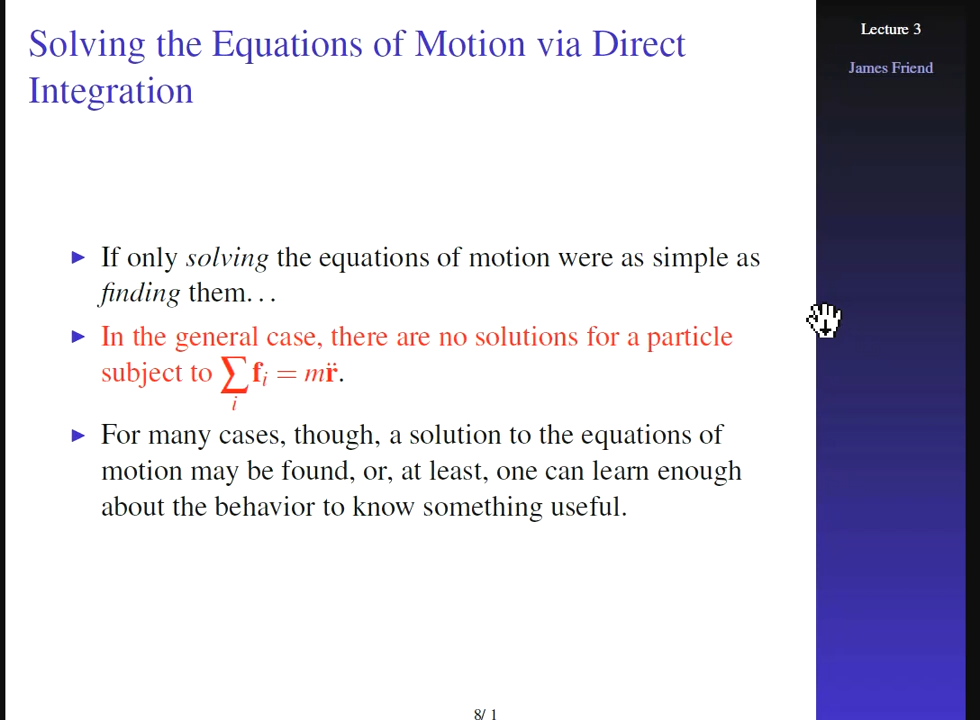 Solving the Equations of Motion via Direct
Integration
Lecture 3
James Friend
▶ If only solving the equations of motion were as simple as
finding them. . .
▶ In the general case, there are no solutions for a particle
subject to ∑ᵢ 𝐟ᵢ = m𝐫̈.
▶ For many cases, though, a solution to the equations of
motion may be found, or, at least, one can learn enough
about the behavior to know something useful.
8/ 1